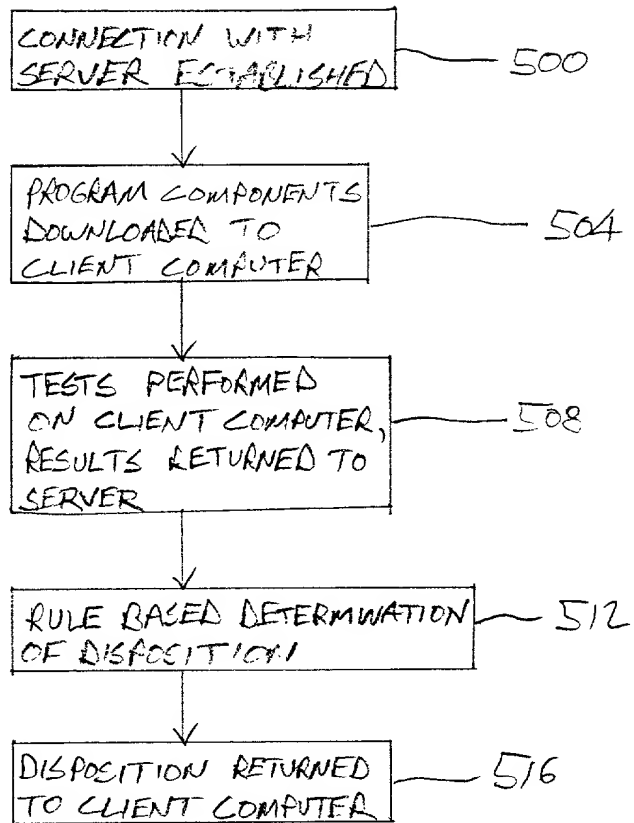 CONNECTION WITH
SERVER ESTABLISHED
500
PROGRAM COMPONENTS
DOWNLOADED TO
CLIENT COMPUTER
504
TESTS PERFORMED
ON CLIENT COMPUTER,
RESULTS RETURNED TO
SERVER
508
RULE BASED DETERMINATION
OF DISPOSITION
512
DISPOSITION RETURNED
TO CLIENT COMPUTER
516